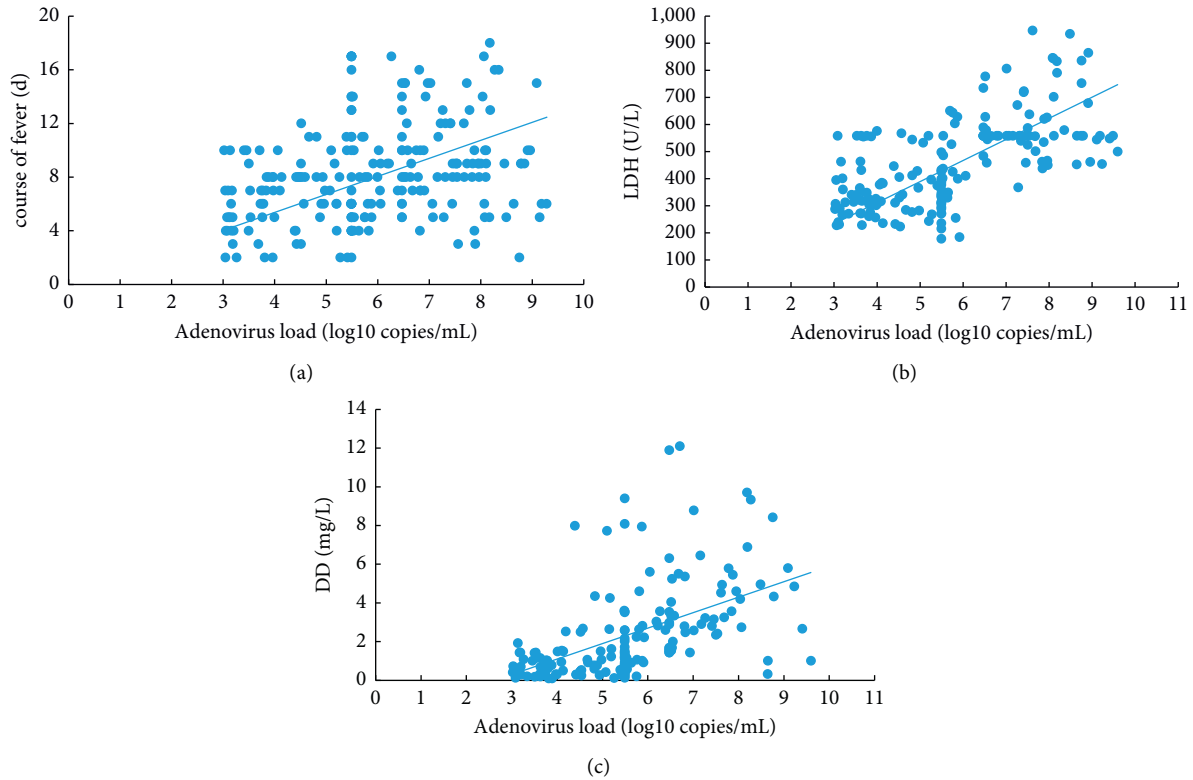 course of fever (d)
20
16
12
8
4
0
0 1 2 3 4 5 6 7 8 9 10
Adenovirus load (log10 copies/mL)
(a)
LDH (U/L)
1,000
900
800
700
600
500
400
300
200
100
0
0 1 2 3 4 5 6 7 8 9 10 11
Adenovirus load (log10 copies/mL)
(b)
DD (mg/L)
14
12
10
8
6
4
2
0
0 1 2 3 4 5 6 7 8 9 10 11
Adenovirus load (log10 copies/mL)
(c)